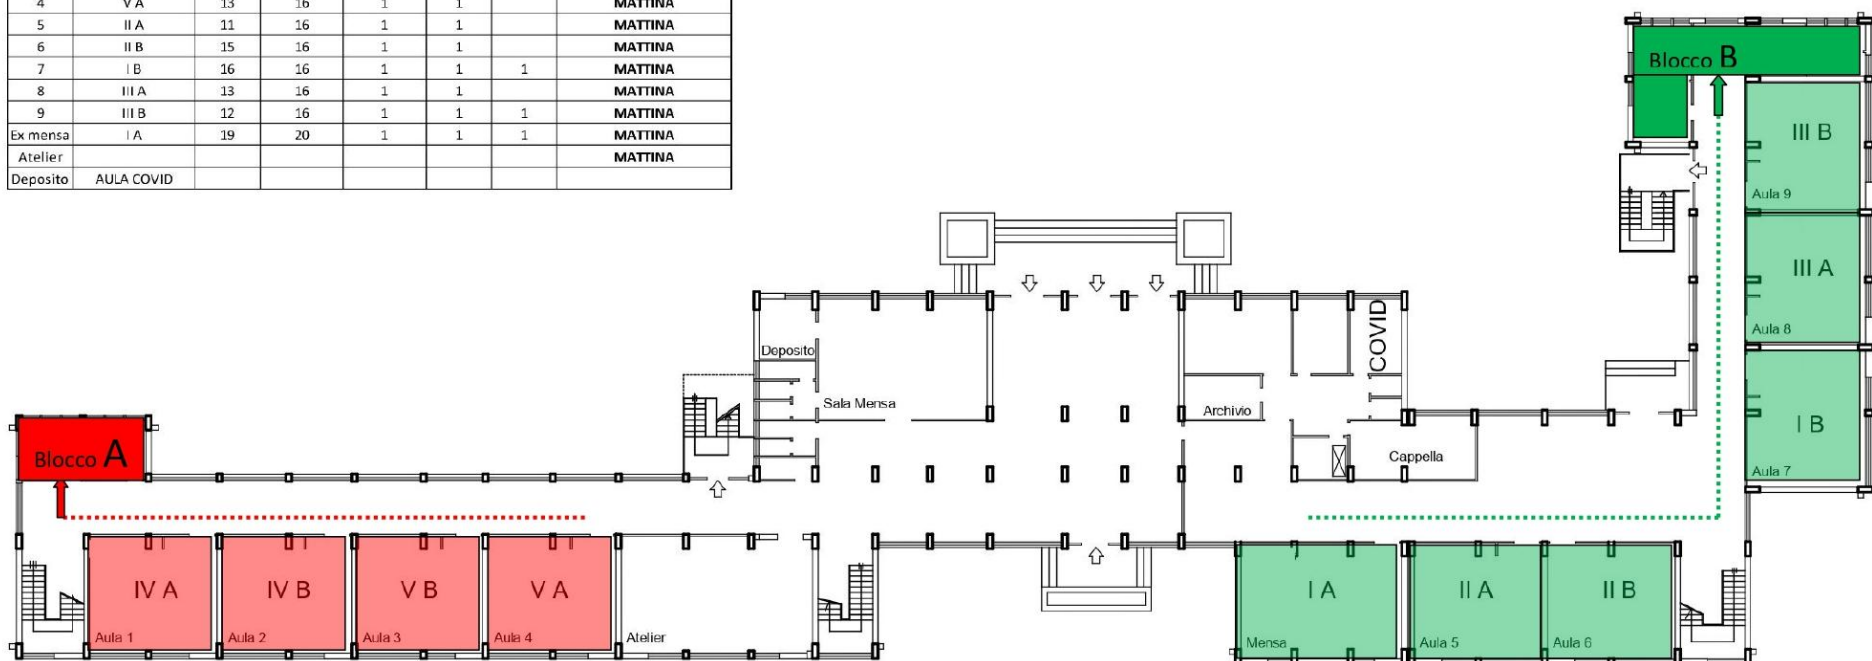 4 V A 13 16 1 1 MATTINA
5 II A 11 16 1 1 MATTINA
6 II B 15 16 1 1 MATTINA
7 I B 16 16 1 1 1 MATTINA
8 III A 13 16 1 1 MATTINA
9 III B 12 16 1 1 1 MATTINA
Ex mensa I A 19 20 1 1 1 MATTINA
Atelier MATTINA
Deposito AULA COVID
Blocco B
III B
Aula 9
III A
Aula 8
I B
Aula 7
COVID
Deposito
Sala Mensa
Archivio
Cappella
Blocco A
IV A
Aula 1
IV B
Aula 2
V B
Aula 3
V A
Aula 4
Atelier
I A
Mensa
II A
Aula 5
II B
Aula 6